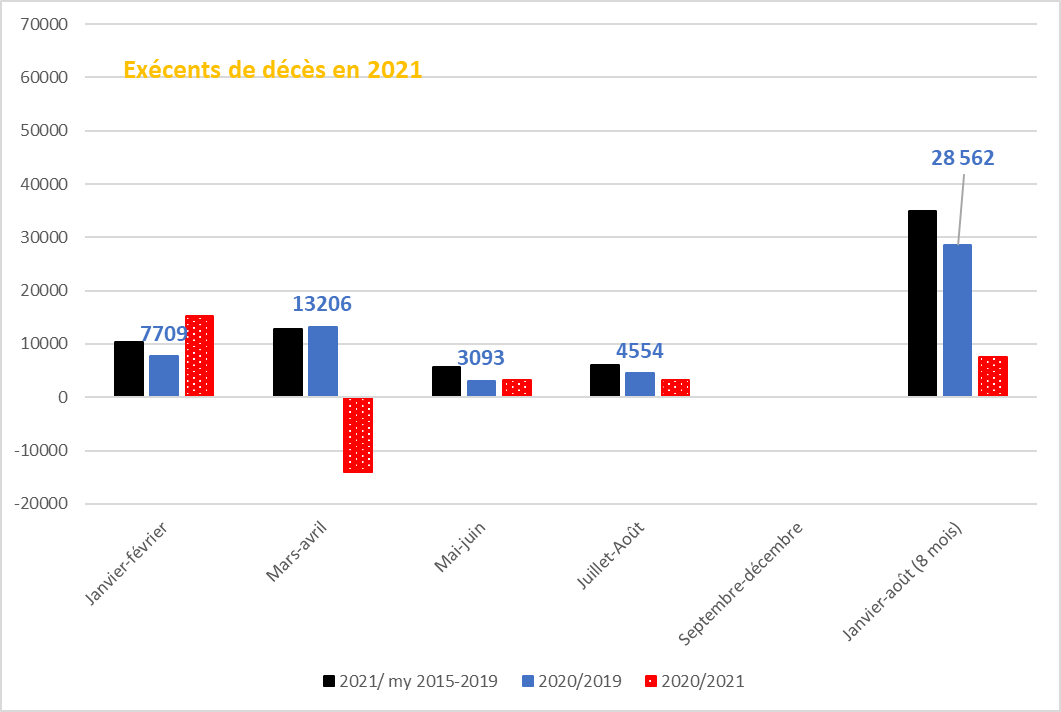 70000
Exécents de décès en 2021
60000
50000
40000
28 562
30000
20000
13206
10000
7709
3093
4554
0
-10000
-20000
Janvier-février
Mars-avril
Mai-juin
Juillet-Août
Septembre-décembre
Janvier-août (8 mois)
2021/ my 2015-2019
2020/2019
2020/2021